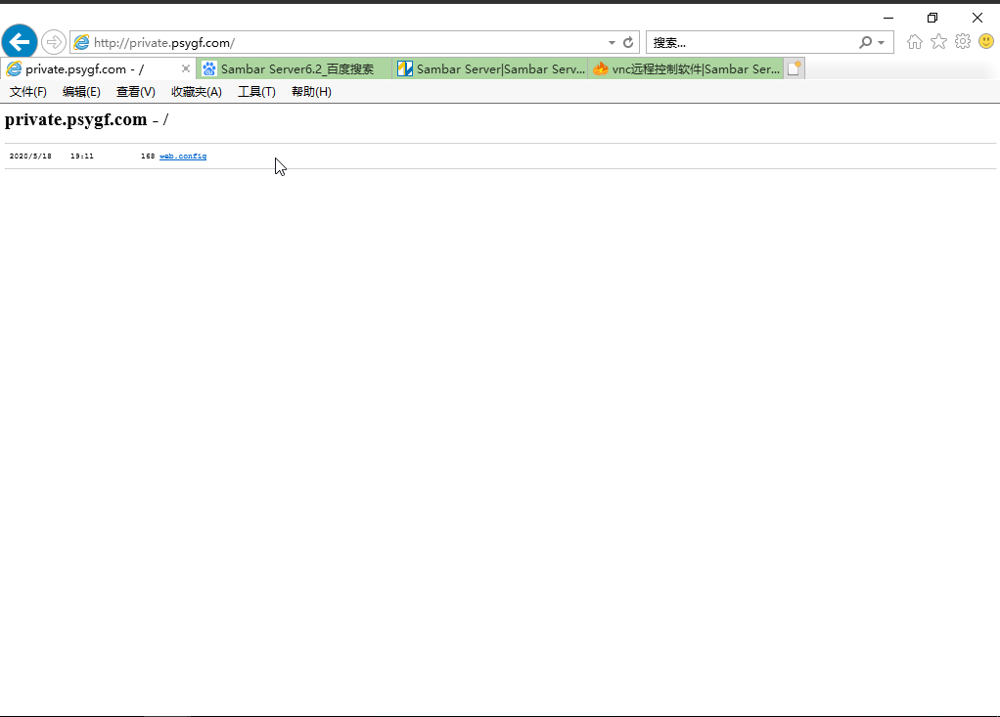 http://private.psygf.com/
搜索...
private.psygf.com - /
Sambar Server6.2_百度搜索
Sambar Server|Sambar Serv...
vnc远程控制软件|Sambar Ser...
文件(F) 编辑(E) 查看(V) 收藏夹(A) 工具(T) 帮助(H)
private.psygf.com - /
2020/5/18 19:11 168 web.config